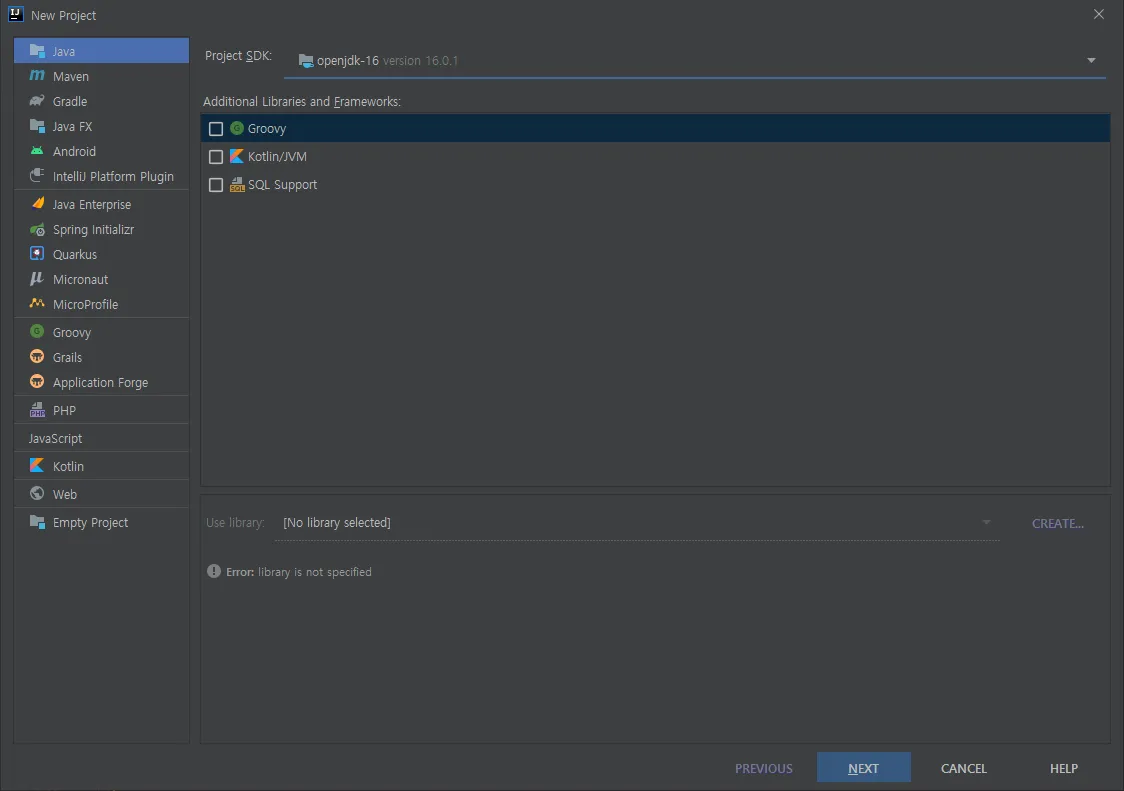 New Project
Java
Maven
Gradle
Java FX
Android
IntelliJ Platform Plugin
Java Enterprise
Spring Initializr
Quarkus
Micronaut
MicroProfile
Groovy
Grails
Application Forge
PHP
JavaScript
Kotlin
Web
Empty Project
Project SDK: openjdk-16 version 16.0.1
Additional Libraries and Frameworks:
Groovy
Kotlin/JVM
SQL Support
Use library: [No library selected] CREATE...
Error: library is not specified
PREVIOUS NEXT CANCEL HELP